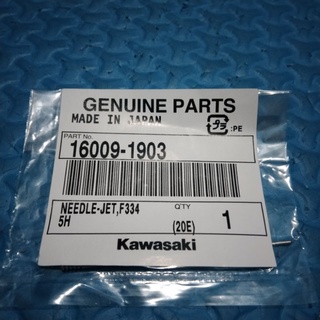 GENUINE PARTS
MADE IN JAPAN
プラ :PE
PART No.
16009-1903
NEEDLE-JET,F334 Q'TY
5H (20E) 1
Kawasaki